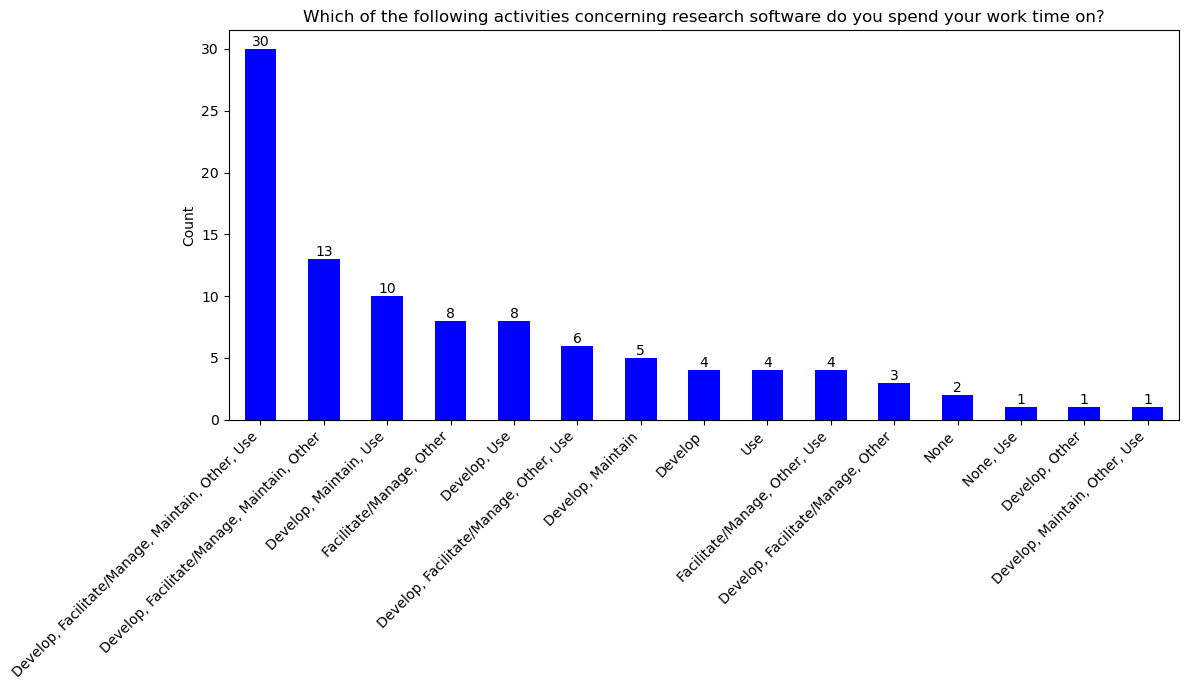 Which of the following activities concerning research software do you spend your work time on?
Count
30
25
20
15
10
5
0
30
13
10
8
8
6
5
4
4
4
3
2
1
1
1
Develop, Facilitate/Manage, Maintain, Other, Use
Develop, Facilitate/Manage, Maintain, Other
Develop, Maintain, Use
Facilitate/Manage, Other
Develop, Use
Develop, Facilitate/Manage, Other, Use
Develop, Maintain
Develop
Use
Facilitate/Manage, Other, Use
Develop, Facilitate/Manage, Other
None
None, Use
Develop, Other
Develop, Maintain, Other, Use